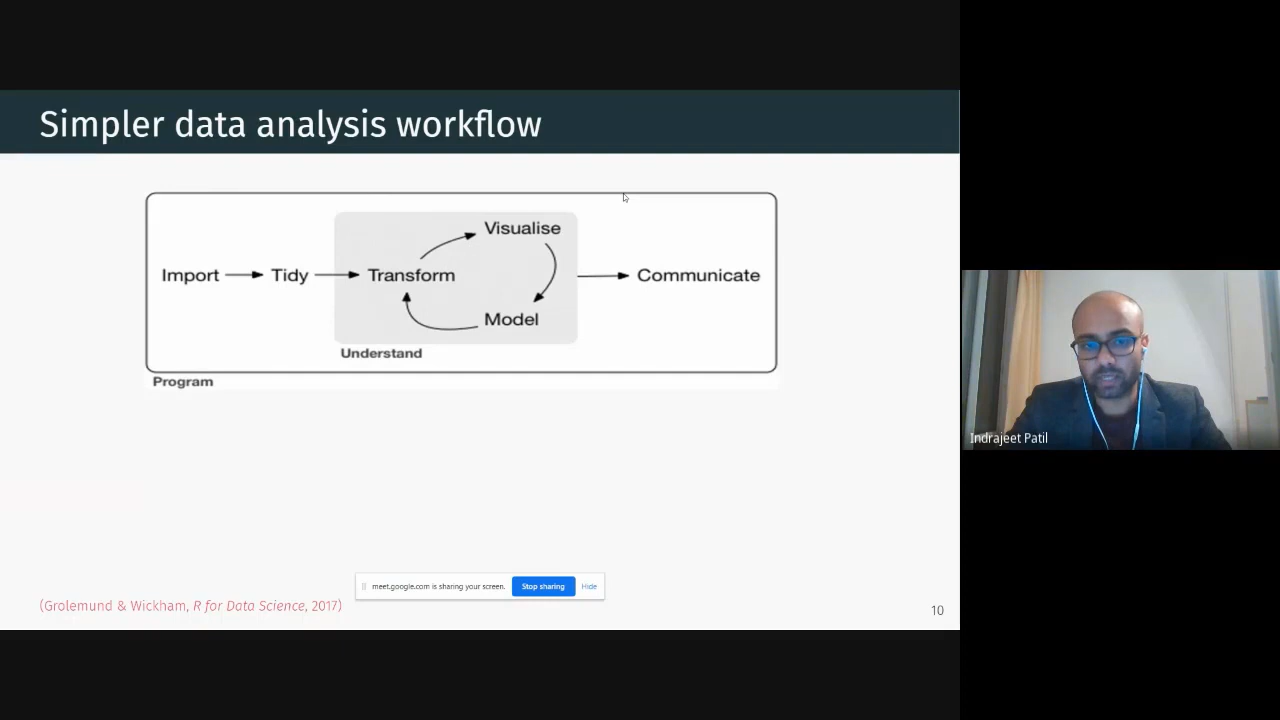 Simpler data analysis workflow
Visualise
Import
Tidy
Transform
Communicate
Model
Understand
Program
Indrajeet Patil
meet.google.com is sharing your screen.
Stop sharing
Hide
(Grolemund & Wickham, R for Data Science, 2017)
10